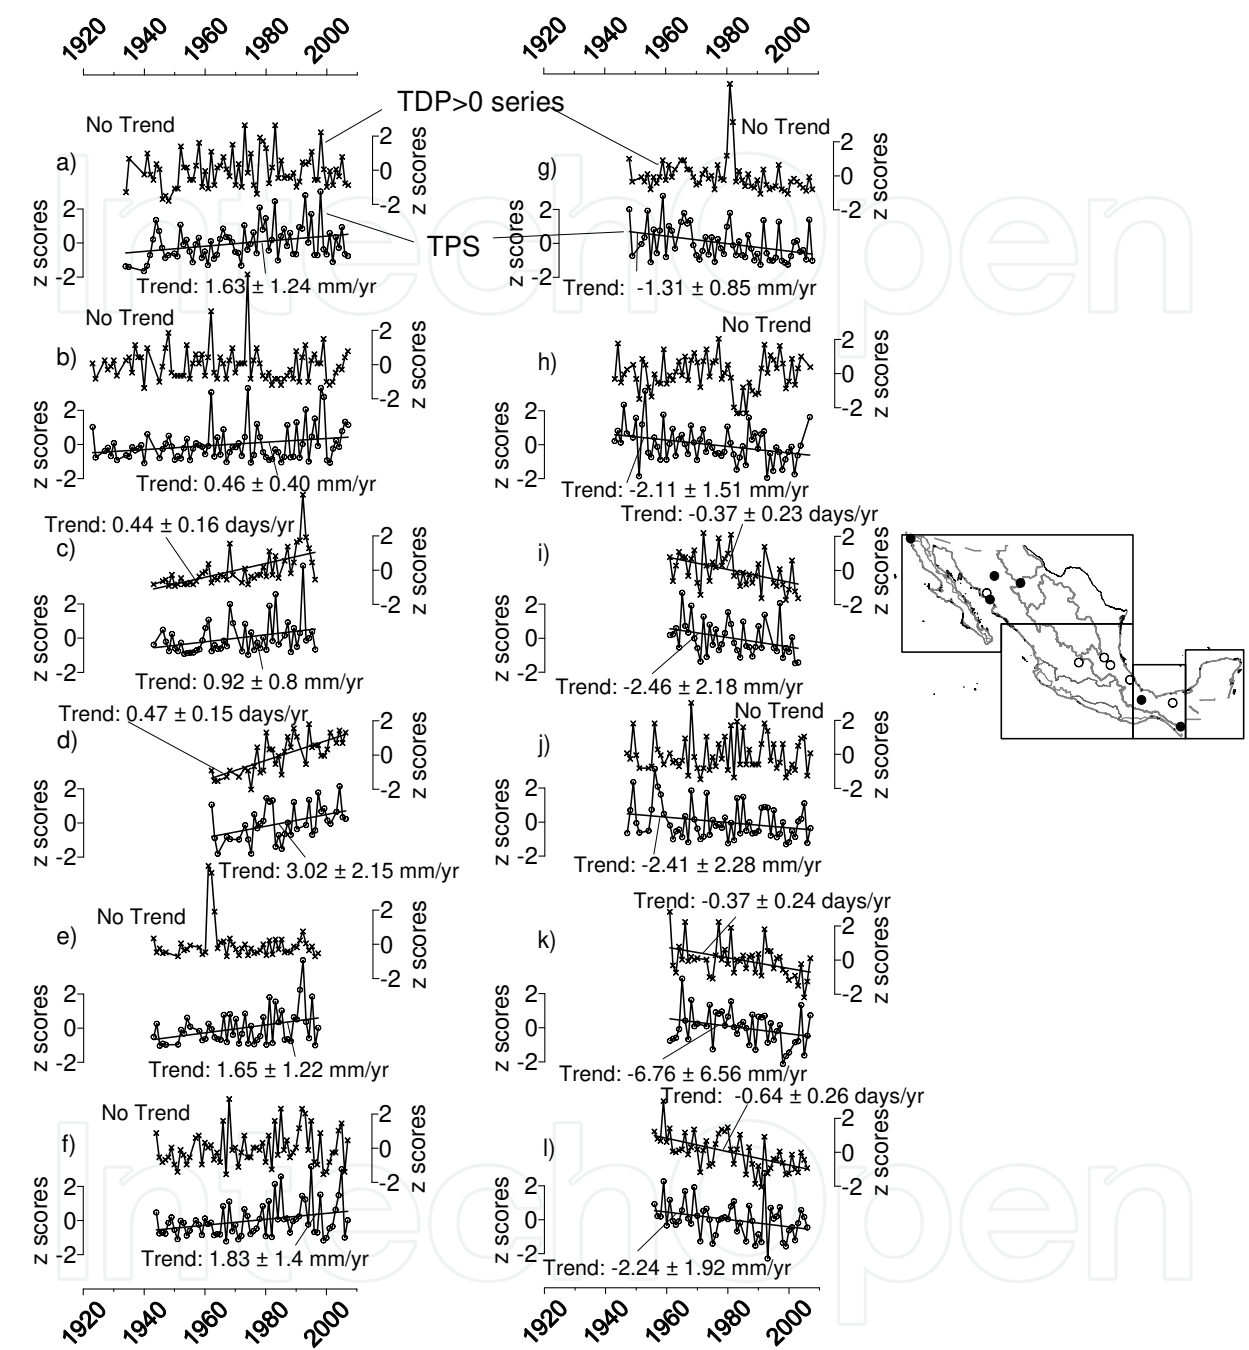 1920 1940 1960 1980 2000
1920 1940 1960 1980 2000
TDP>0 series
TPS
No Trend
a)
2
0
-2
z scores
z scores
2
0
-2
Trend: 1.63 ± 1.24 mm/yr
No Trend
b)
2
0
-2
z scores
z scores
2
0
-2
Trend: 0.46 ± 0.40 mm/yr
Trend: 0.44 ± 0.16 days/yr
c)
2
0
-2
z scores
z scores
2
0
-2
Trend: 0.92 ± 0.8 mm/yr
Trend: 0.47 ± 0.15 days/yr
d)
2
0
-2
z scores
z scores
2
0
-2
Trend: 3.02 ± 2.15 mm/yr
No Trend
e)
2
0
-2
z scores
z scores
2
0
-2
Trend: 1.65 ± 1.22 mm/yr
No Trend
f)
2
0
-2
z scores
z scores
2
0
-2
Trend: 1.83 ± 1.4 mm/yr
1920 1940 1960 1980 2000
No Trend
g)
2
0
-2
z scores
z scores
2
0
-2
Trend: -1.31 ± 0.85 mm/yr
No Trend
h)
2
0
-2
z scores
z scores
2
0
-2
Trend: -2.11 ± 1.51 mm/yr
Trend: -0.37 ± 0.23 days/yr
i)
2
0
-2
z scores
z scores
2
0
-2
Trend: -2.46 ± 2.18 mm/yr
No Trend
j)
2
0
-2
z scores
z scores
2
0
-2
Trend: -2.41 ± 2.28 mm/yr
Trend: -0.37 ± 0.24 days/yr
k)
2
0
-2
z scores
z scores
2
0
-2
Trend: -6.76 ± 6.56 mm/yr
Trend: -0.64 ± 0.26 days/yr
l)
2
0
-2
z scores
z scores
2
0
-2
Trend: -2.24 ± 1.92 mm/yr
1920 1940 1960 1980 2000
IntechOpen
IntechOpen